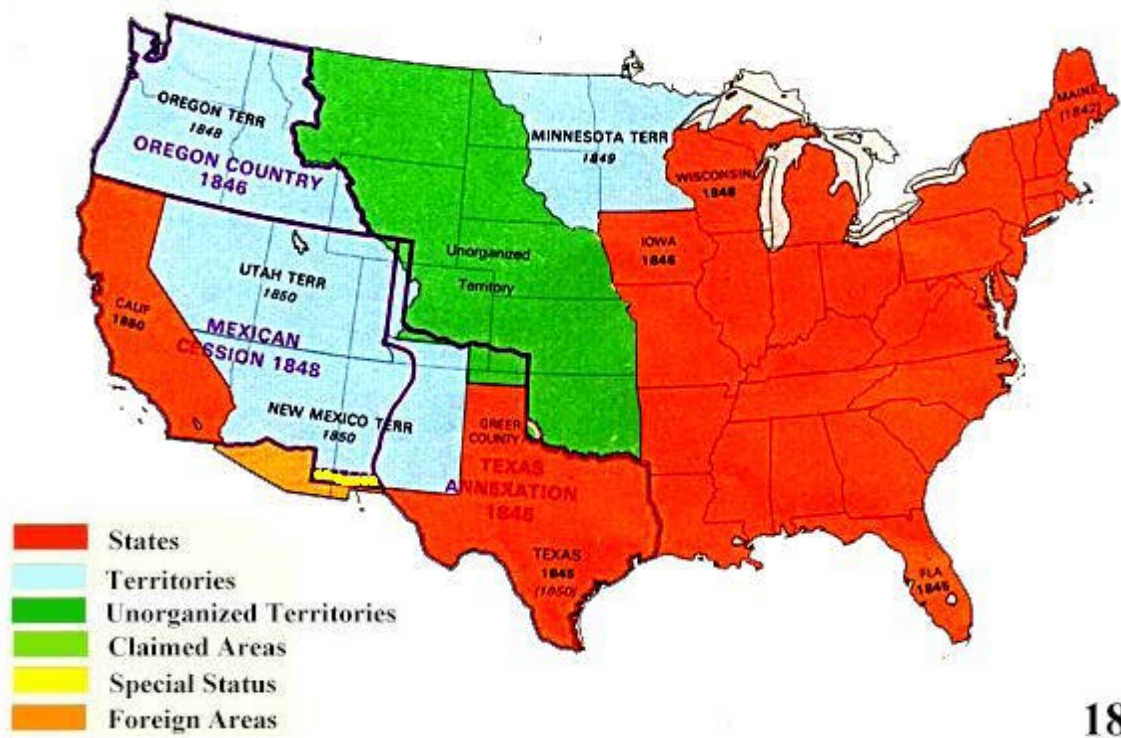 MAINE
(1842)
OREGON TERR
1848
OREGON COUNTRY
1846
MINNESOTA TERR
1849
WISCONSIN
1848
IOWA
1846
Unorganized
Territory
UTAH TERR
1850
CALIF
1850
MEXICAN
CESSION 1848
NEW MEXICO TERR
1850
GREER
COUNTY
TEXAS
ANNEXATION
1845
TEXAS
1845
(1850)
FLA
1845
States
Territories
Unorganized Territories
Claimed Areas
Special Status
Foreign Areas
18